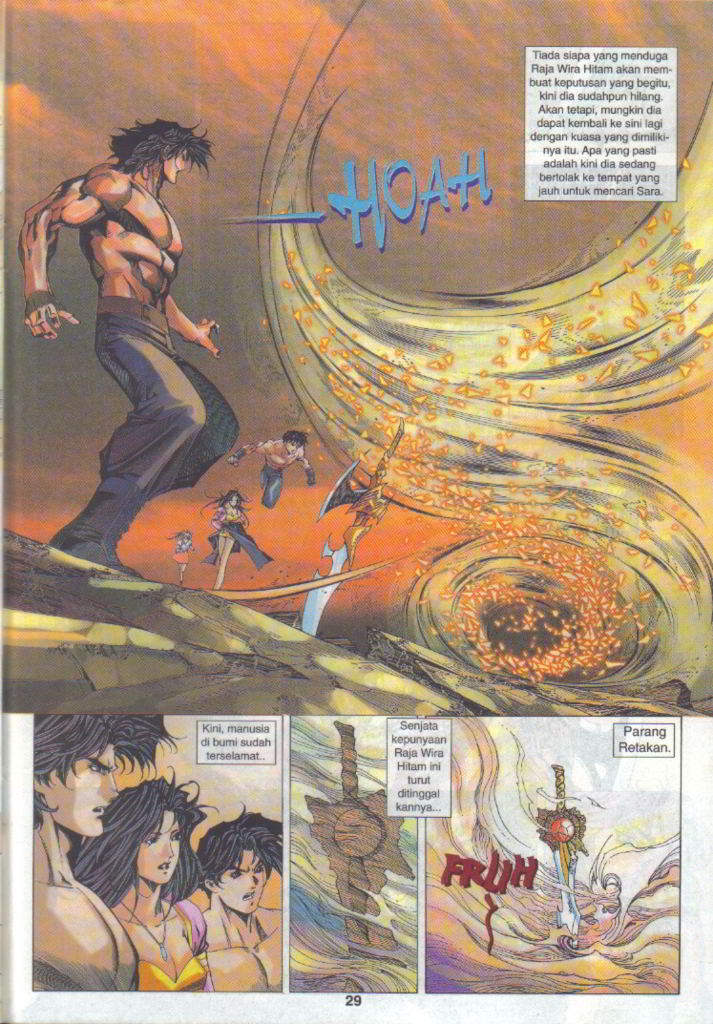 Tiada siapa yang menduga
Raja Wira Hitam akan mem-
buat keputusan yang begitu,
kini dia sudahpun hilang.
Akan tetapi, mungkin dia
dapat kembali ke sini lagi
dengan kuasa yang dimiliki-
nya itu. Apa yang pasti
adalah kini dia sedang
bertolak ke tempat yang
jauh untuk mencari Sara.
HOAH
Kini, manusia
di bumi sudah
terselamat..
Senjata
kepunyaan
Raja Wira
Hitam ini
turut
ditinggal
kannya...
Parang
Retakan.
FRUH
29